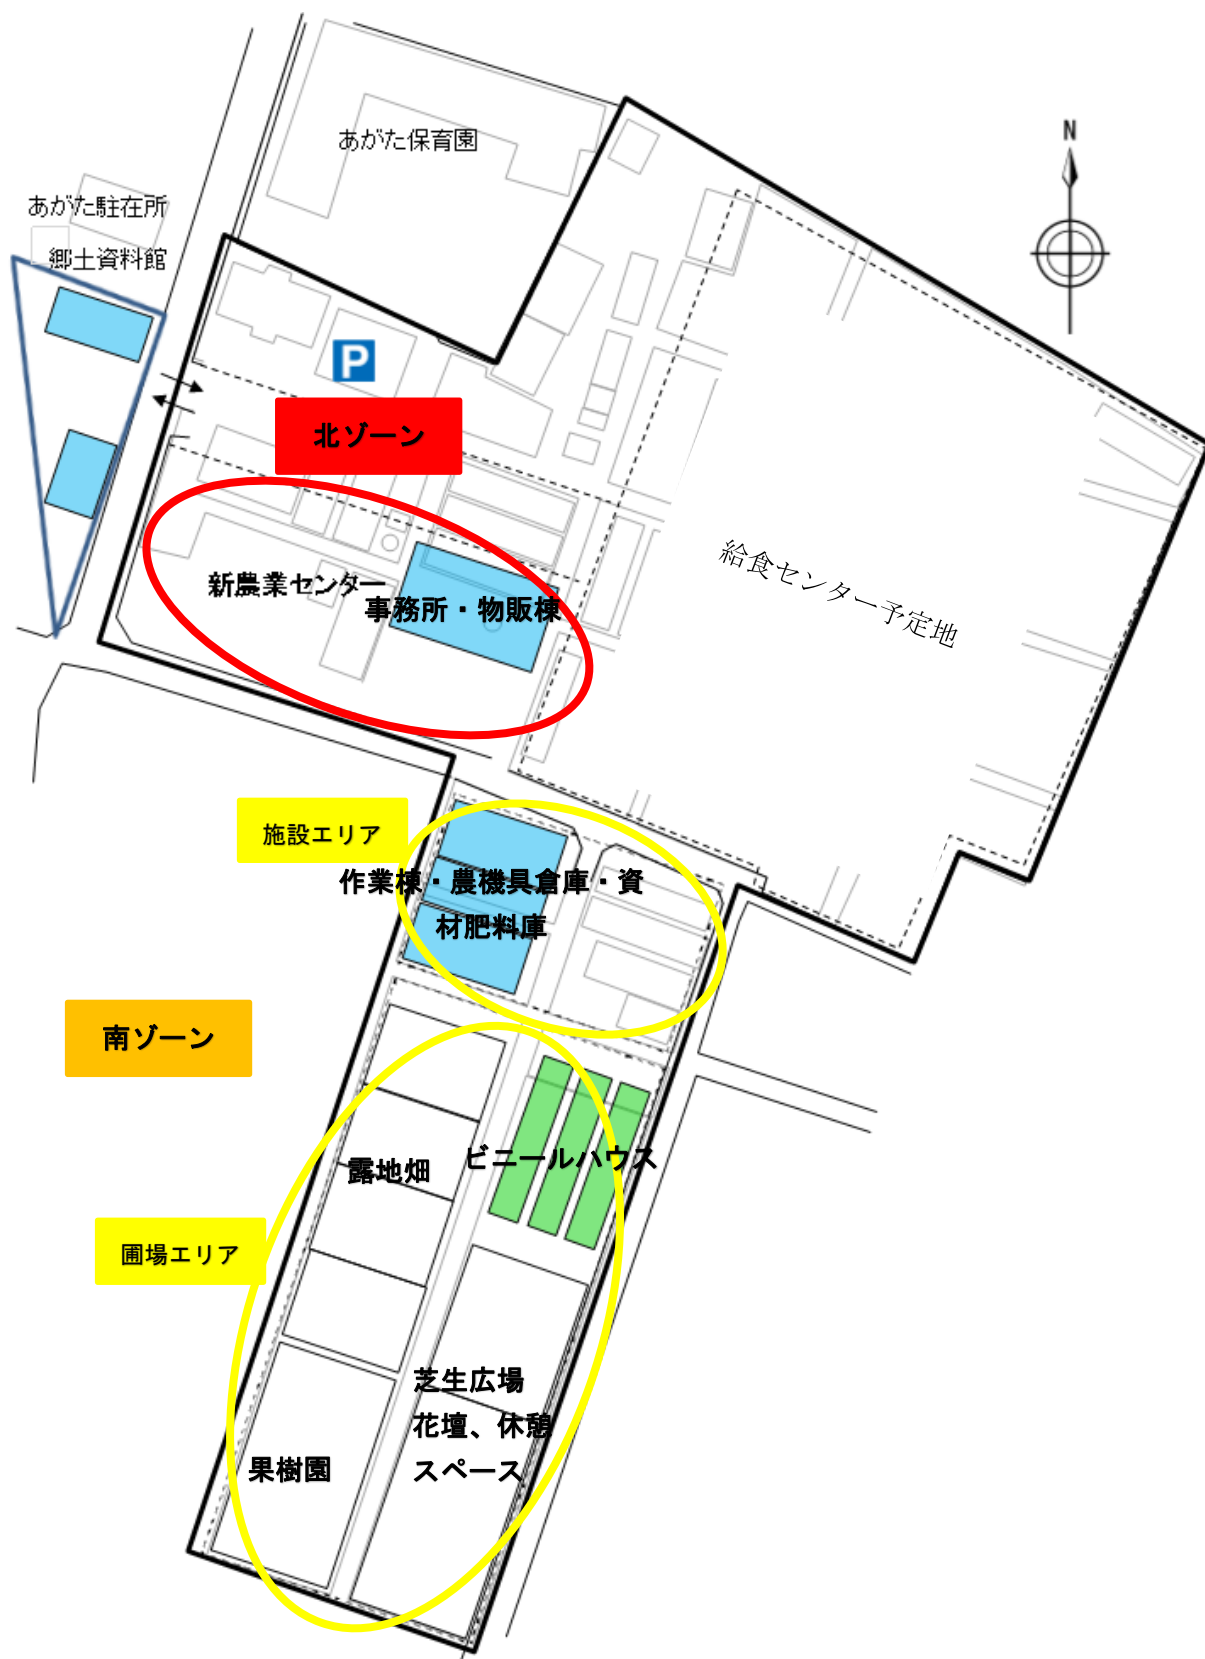 N
あがた保育園
あがた駐在所
郷土資料館
P
北ゾーン
給食センター予定地
新農業センター
事務所・物販棟
施設エリア
作業棟・農機具倉庫・資
材肥料庫
南ゾーン
ビニールハウス
露地畑
圃場エリア
芝生広場
花壇、休憩
スペース
果樹園